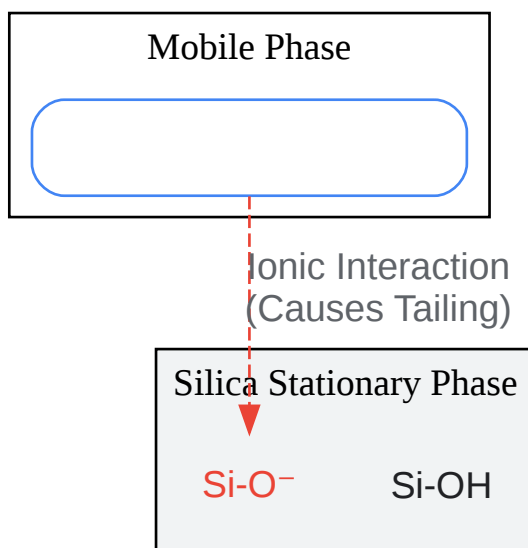 Mobile Phase
Ionic Interaction
(Causes Tailing)
Silica Stationary Phase
Si-O⁻ Si-OH